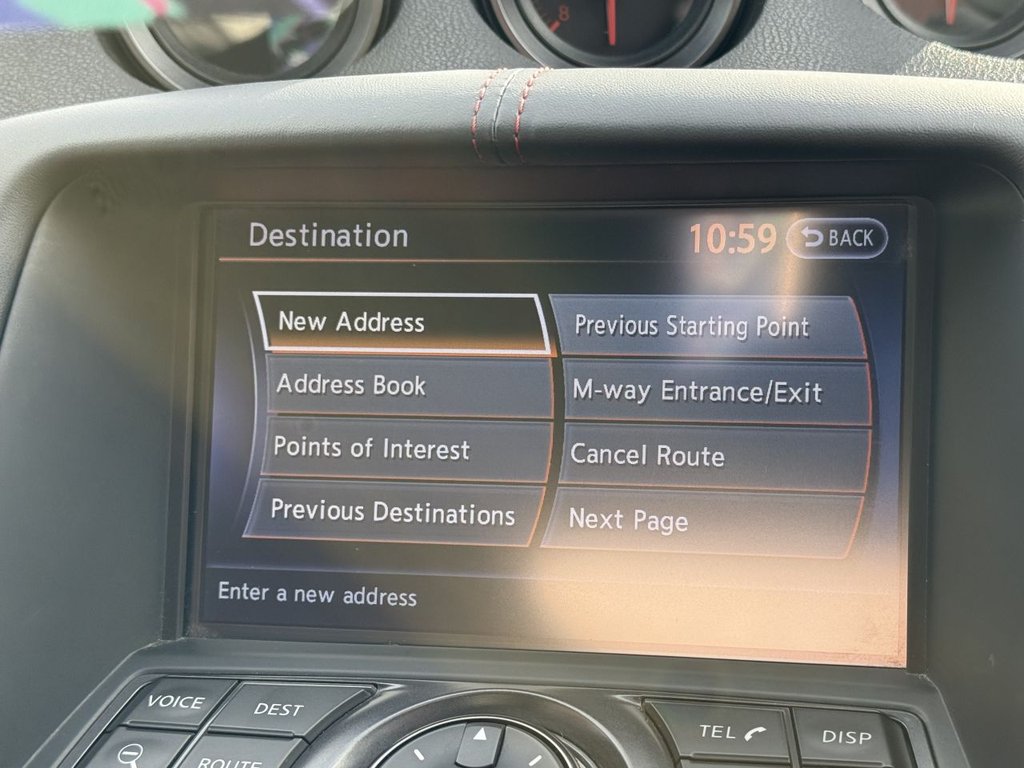 8
Destination
10:59
BACK
New Address
Previous Starting Point
Address Book
M-way Entrance/Exit
Points of Interest
Cancel Route
Previous Destinations
Next Page
Enter a new address
VOICE
DEST
TEL
DISP
ROUTE